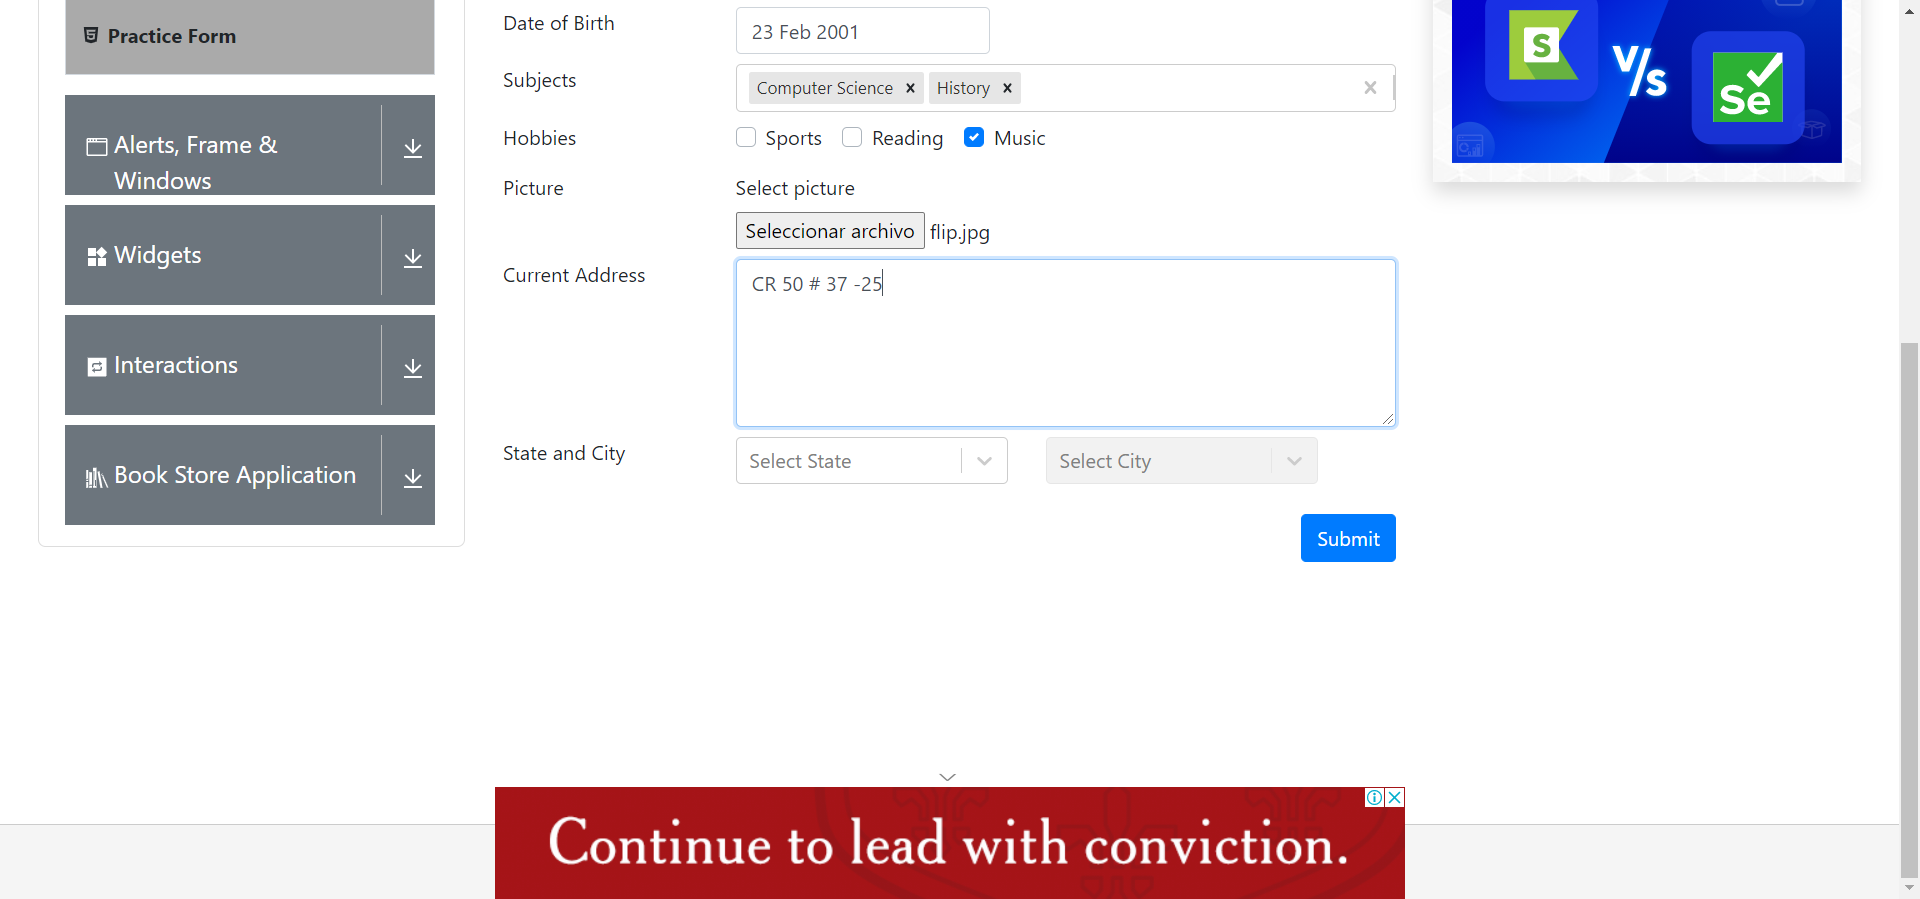 Practice Form
Alerts, Frame &
Windows
Widgets
Interactions
Book Store Application
Date of Birth
23 Feb 2001
Subjects
Computer Science × History × ×
Hobbies
Sports Reading Music
Picture
Select picture
Seleccionar archivo flip.jpg
Current Address
CR 50 # 37 -25
State and City
Select State
Select City
Submit
S V/s Se
Continue to lead with conviction.